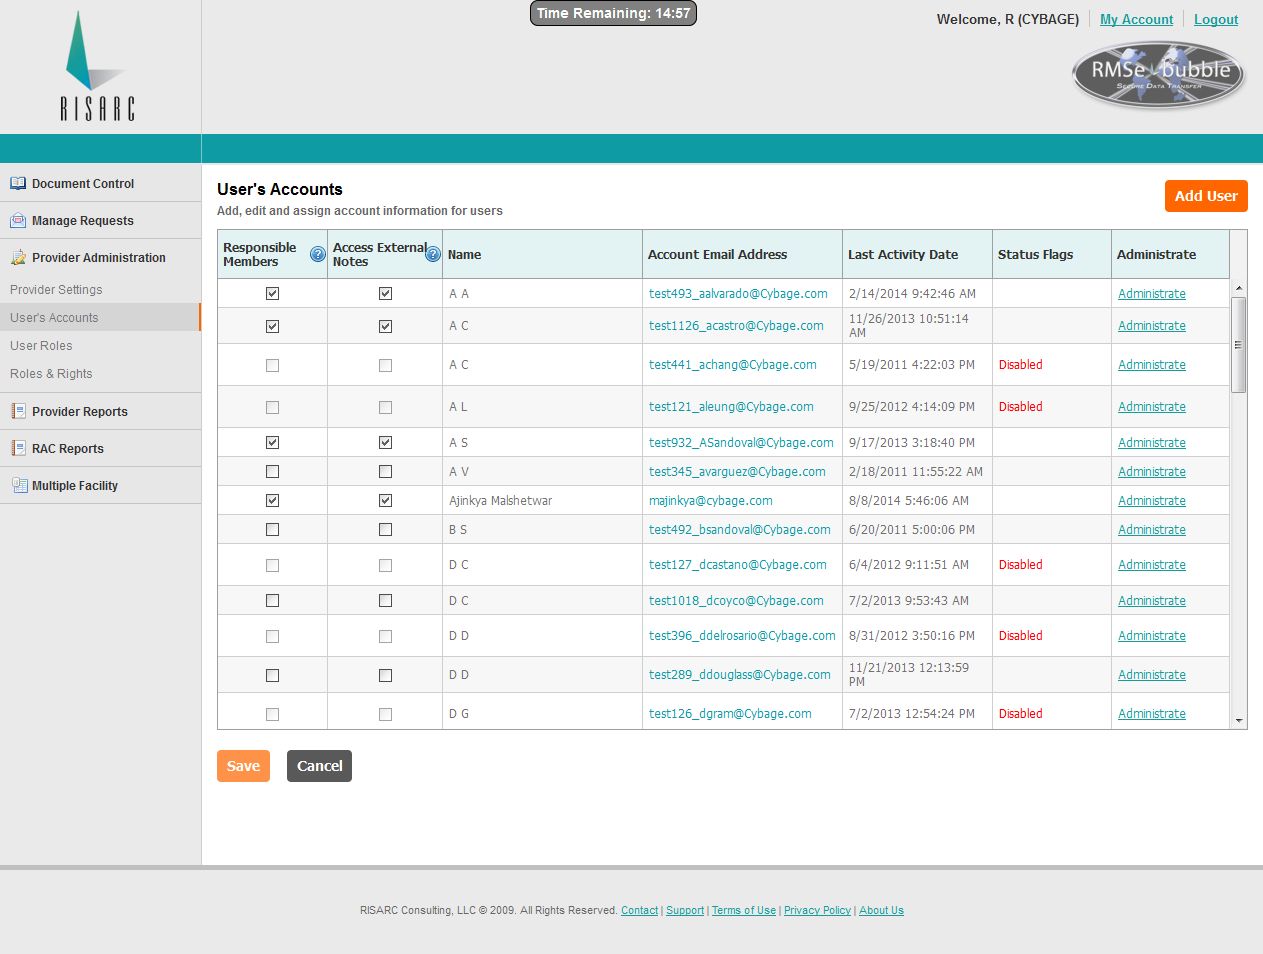 Time Remaining: 14:57
Welcome, R (CYBAGE) My Account Logout
RISARC
RMSe bubble
SECURE DATA TRANSFER
Document Control
Manage Requests
Provider Administration
Provider Settings
User's Accounts
User Roles
Roles & Rights
Provider Reports
RAC Reports
Multiple Facility
User's Accounts
Add, edit and assign account information for users
Add User
Responsible Members Access External Notes Name Account Email Address Last Activity Date Status Flags Administrate
A A test493_aalvarado@Cybage.com 2/14/2014 9:42:46 AM Administrate
A C test1126_acastro@Cybage.com 11/26/2013 10:51:14 AM Administrate
A C test441_achang@Cybage.com 5/19/2011 4:22:03 PM Disabled Administrate
A L test121_aleung@Cybage.com 9/25/2012 4:14:09 PM Disabled Administrate
A S test932_ASandoval@Cybage.com 9/17/2013 3:18:40 PM Administrate
A V test345_avarguez@Cybage.com 2/18/2011 11:55:22 AM Administrate
Ajinkya Malshetwar majinkya@cybage.com 8/8/2014 5:46:06 AM Administrate
B S test492_bsandoval@Cybage.com 6/20/2011 5:00:06 PM Administrate
D C test127_dcastano@Cybage.com 6/4/2012 9:11:51 AM Disabled Administrate
D C test1018_dcoyco@Cybage.com 7/2/2013 9:53:43 AM Administrate
D D test396_ddelrosario@Cybage.com 8/31/2012 3:50:16 PM Disabled Administrate
D D test289_ddouglass@Cybage.com 11/21/2013 12:13:59 PM Administrate
D G test126_dgram@Cybage.com 7/2/2013 12:54:24 PM Disabled Administrate
Save Cancel
RISARC Consulting, LLC © 2009. All Rights Reserved. Contact | Support | Terms of Use | Privacy Policy | About Us